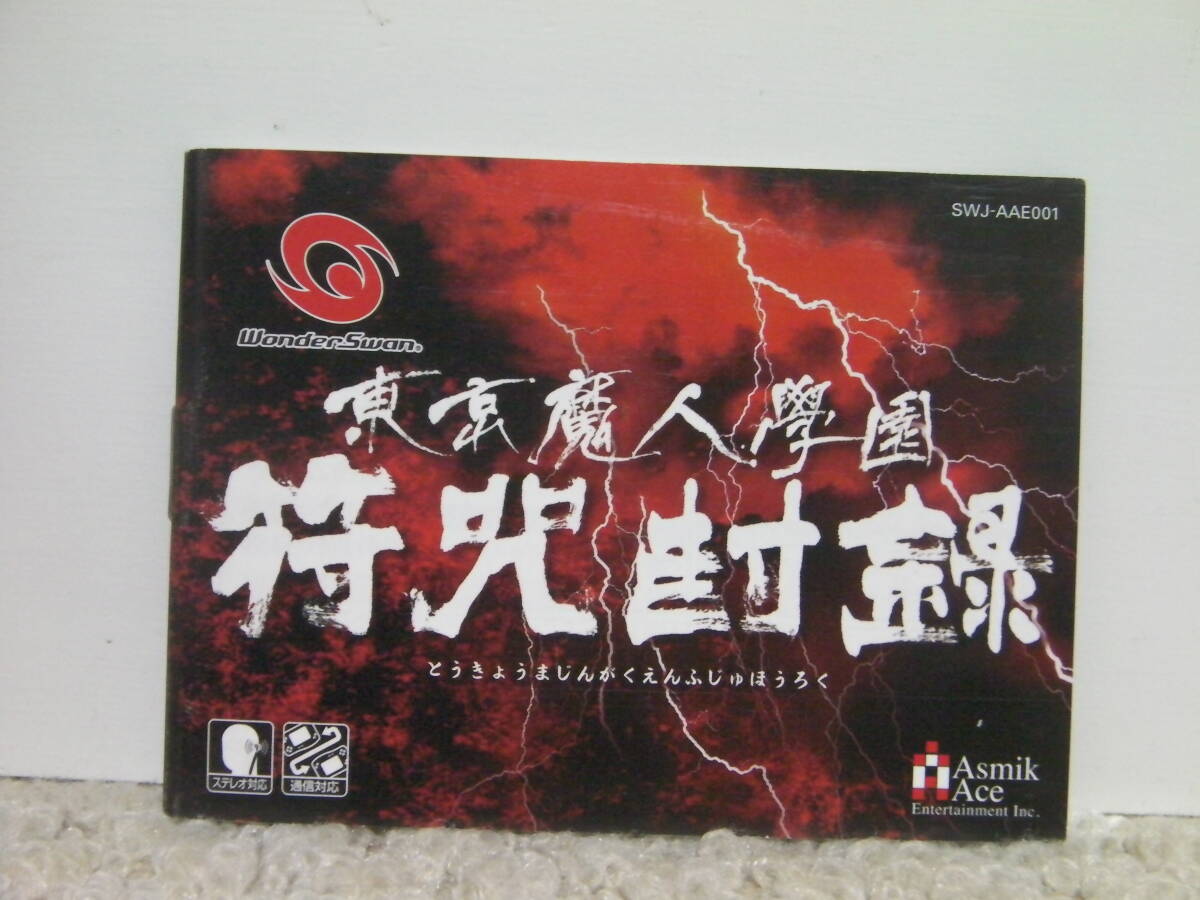 SWJ-AAE001
WonderSwan®
東京魔人學園
符咒封錄
とうきょうまじんがくえんふじゅほうろく
ステレオ対応
通信対応
Asmik
Ace
Entertainment Inc.